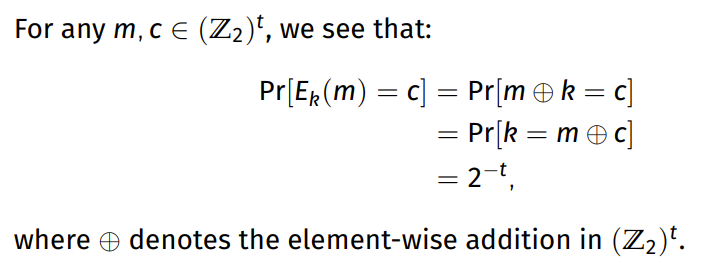 For any m, c ∈ (ℤ₂)ᵗ, we see that:
Pr[Eₖ(m) = c] = Pr[m ⊕ k = c]
= Pr[k = m ⊕ c]
= 2⁻ᵗ,
where ⊕ denotes the element-wise addition in (ℤ₂)ᵗ.